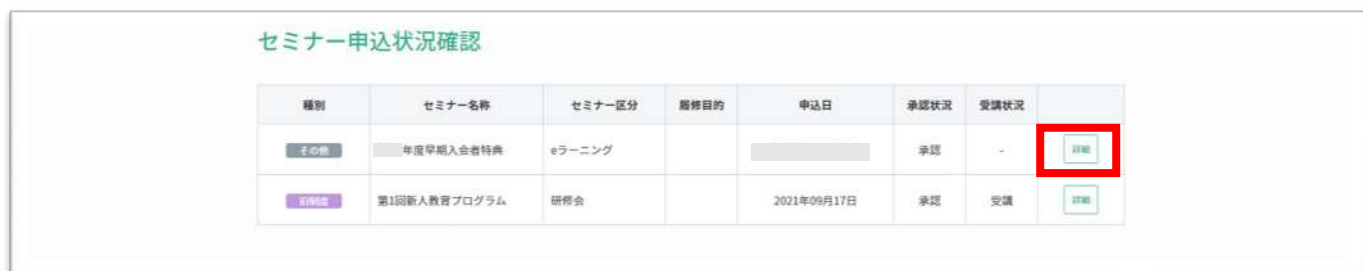 セミナー申込状況確認
種別 セミナー名称 セミナー区分 履修目的 申込日 承認状況 受講状況
その他 年度早期入会者特典 eラーニング 承認 - 詳細
旧制度 第1回新人教育プログラム 研修会 2021年09月17日 承認 受講 詳細